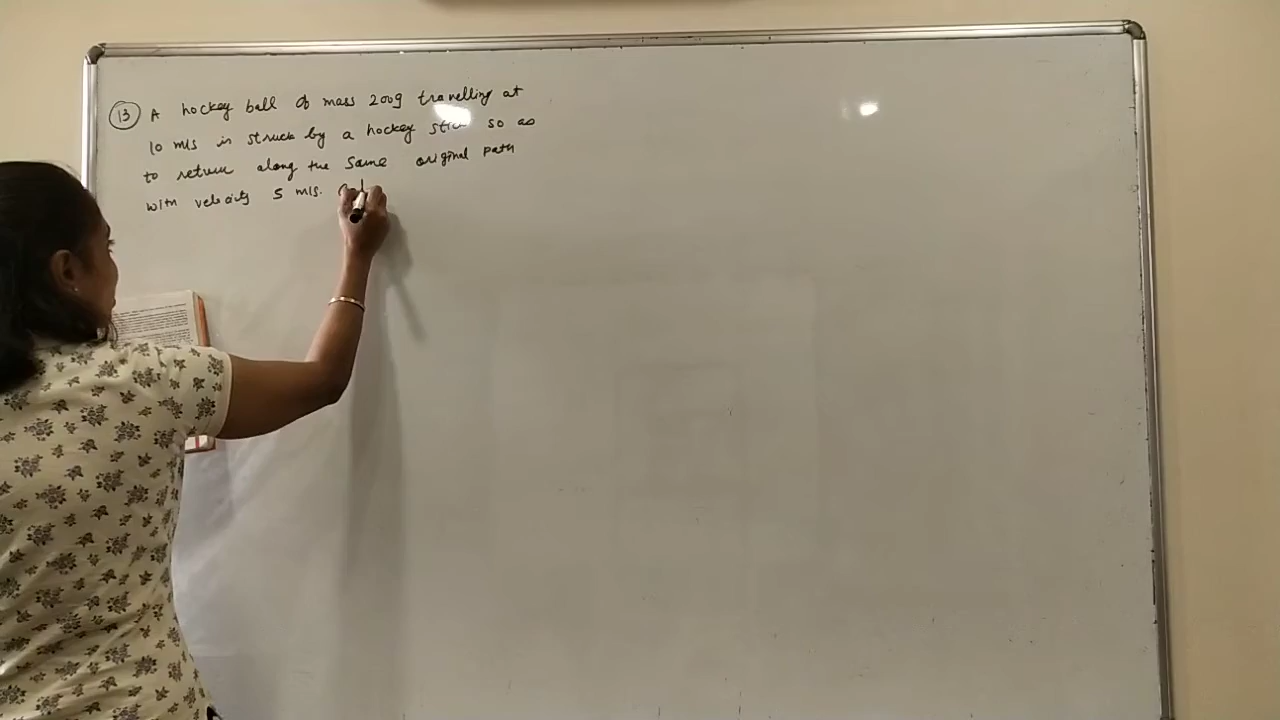 13 A hockey ball of mass 200g travelling at
10 m/s is struck by a hockey stick so as
to return along the same original path
with velocity 5 m/s.